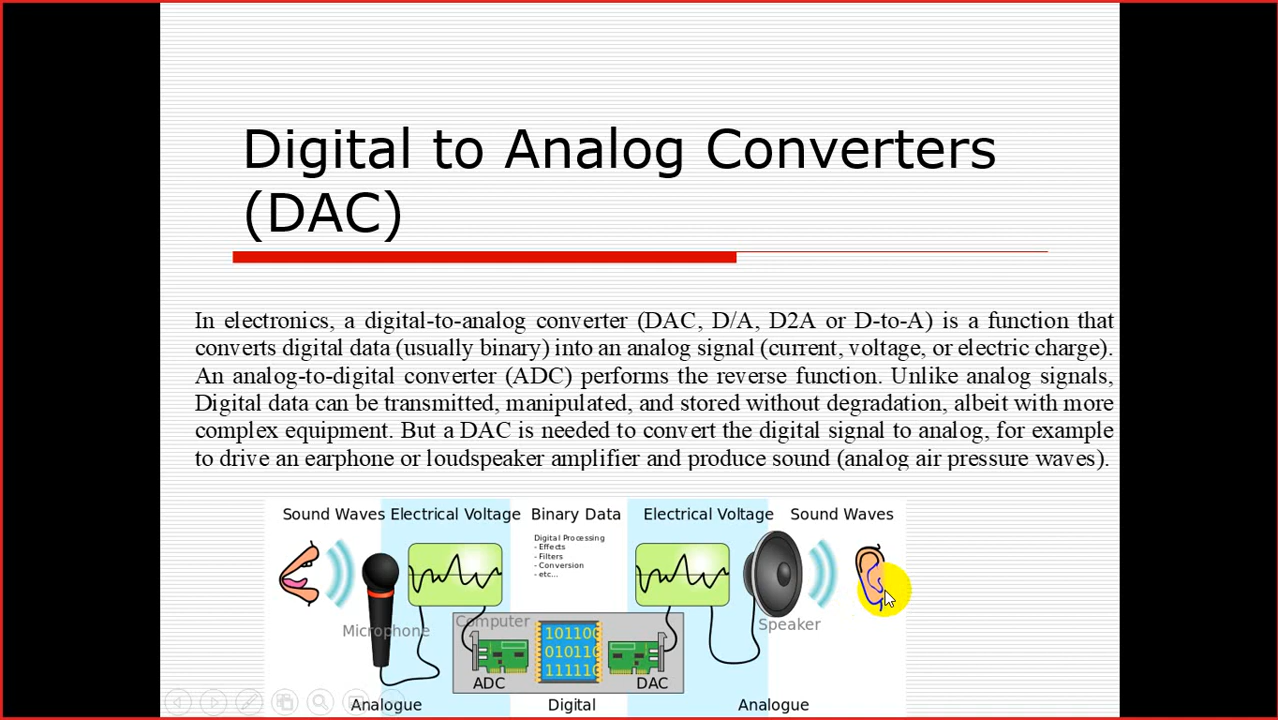 Digital to Analog Converters
(DAC)
In electronics, a digital-to-analog converter (DAC, D/A, D2A or D-to-A) is a function that
converts digital data (usually binary) into an analog signal (current, voltage, or electric charge).
An analog-to-digital converter (ADC) performs the reverse function. Unlike analog signals,
Digital data can be transmitted, manipulated, and stored without degradation, albeit with more
complex equipment. But a DAC is needed to convert the digital signal to analog, for example
to drive an earphone or loudspeaker amplifier and produce sound (analog air pressure waves).
Sound Waves Electrical Voltage Binary Data Electrical Voltage Sound Waves
Digital Processing
- Effects
- Filters
- Conversion
- etc...
Microphone Computer Speaker
10110
010110
11111
ADC DAC
Analogue Digital Analogue